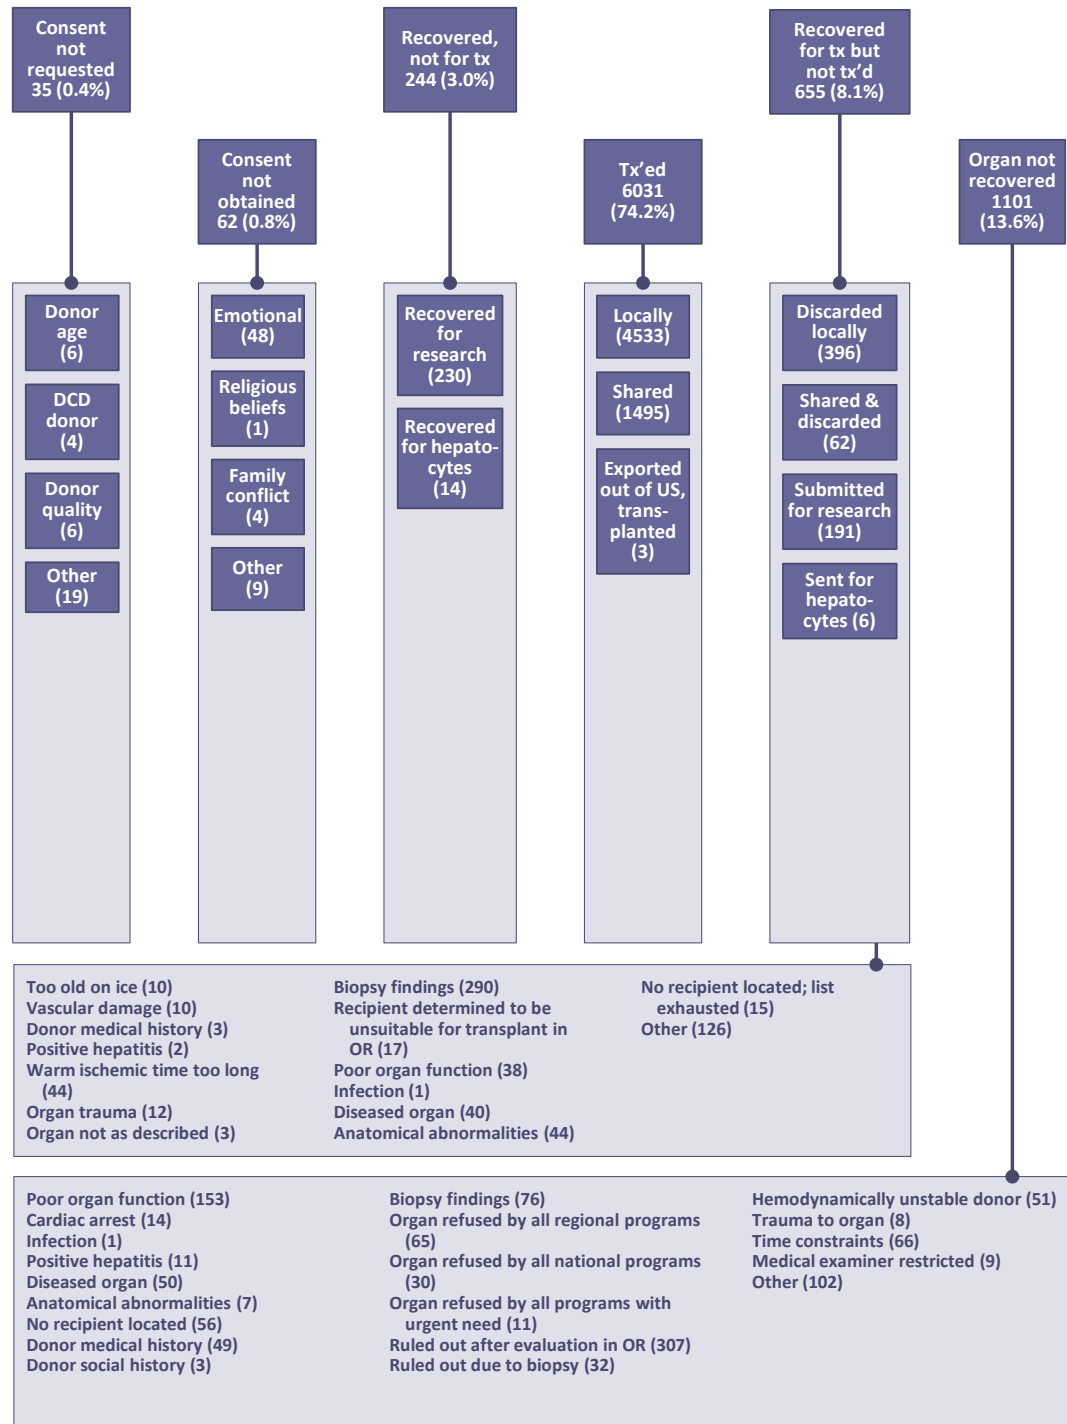 Consent
not
requested
35 (0.4%)
Recovered,
not for tx
244 (3.0%)
Recovered
for tx but
not tx’d
655 (8.1%)
Consent
not
obtained
62 (0.8%)
Tx’ed
6031
(74.2%)
Organ not
recovered
1101
(13.6%)
Donor
age
(6)
DCD
donor
(4)
Donor
quality
(6)
Other
(19)
Emotional
(48)
Religious
beliefs
(1)
Family
conflict
(4)
Other
(9)
Recovered
for
research
(230)
Recovered
for hepato-
cytes
(14)
Locally
(4533)
Shared
(1495)
Exported
out of US,
trans-
planted
(3)
Discarded
locally
(396)
Shared &
discarded
(62)
Submitted
for research
(191)
Sent for
hepato-
cytes (6)
Too old on ice (10)
Vascular damage (10)
Donor medical history (3)
Positive hepatitis (2)
Warm ischemic time too long
(44)
Organ trauma (12)
Organ not as described (3)
Biopsy findings (290)
Recipient determined to be
unsuitable for transplant in
OR (17)
Poor organ function (38)
Infection (1)
Diseased organ (40)
Anatomical abnormalities (44)
No recipient located; list
exhausted (15)
Other (126)
Poor organ function (153)
Cardiac arrest (14)
Infection (1)
Positive hepatitis (11)
Diseased organ (50)
Anatomical abnormalities (7)
No recipient located (56)
Donor medical history (49)
Donor social history (3)
Biopsy findings (76)
Organ refused by all regional programs
(65)
Organ refused by all national programs
(30)
Organ refused by all programs with
urgent need (11)
Ruled out after evaluation in OR (307)
Ruled out due to biopsy (32)
Hemodynamically unstable donor (51)
Trauma to organ (8)
Time constraints (66)
Medical examiner restricted (9)
Other (102)